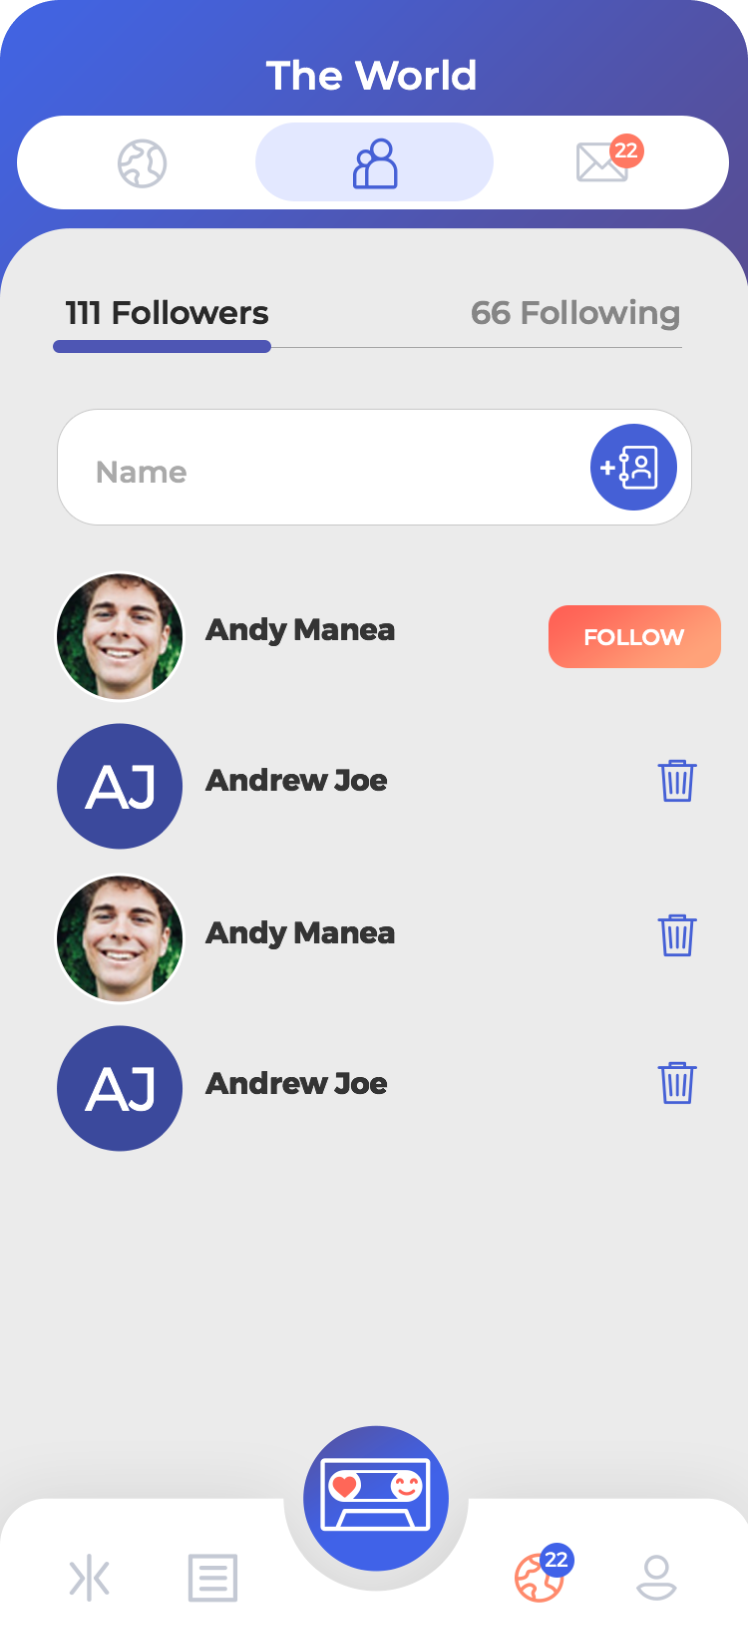 The World
22
111 Followers
66 Following
Name
Andy Manea
FOLLOW
AJ
Andrew Joe
Andy Manea
AJ
Andrew Joe
22